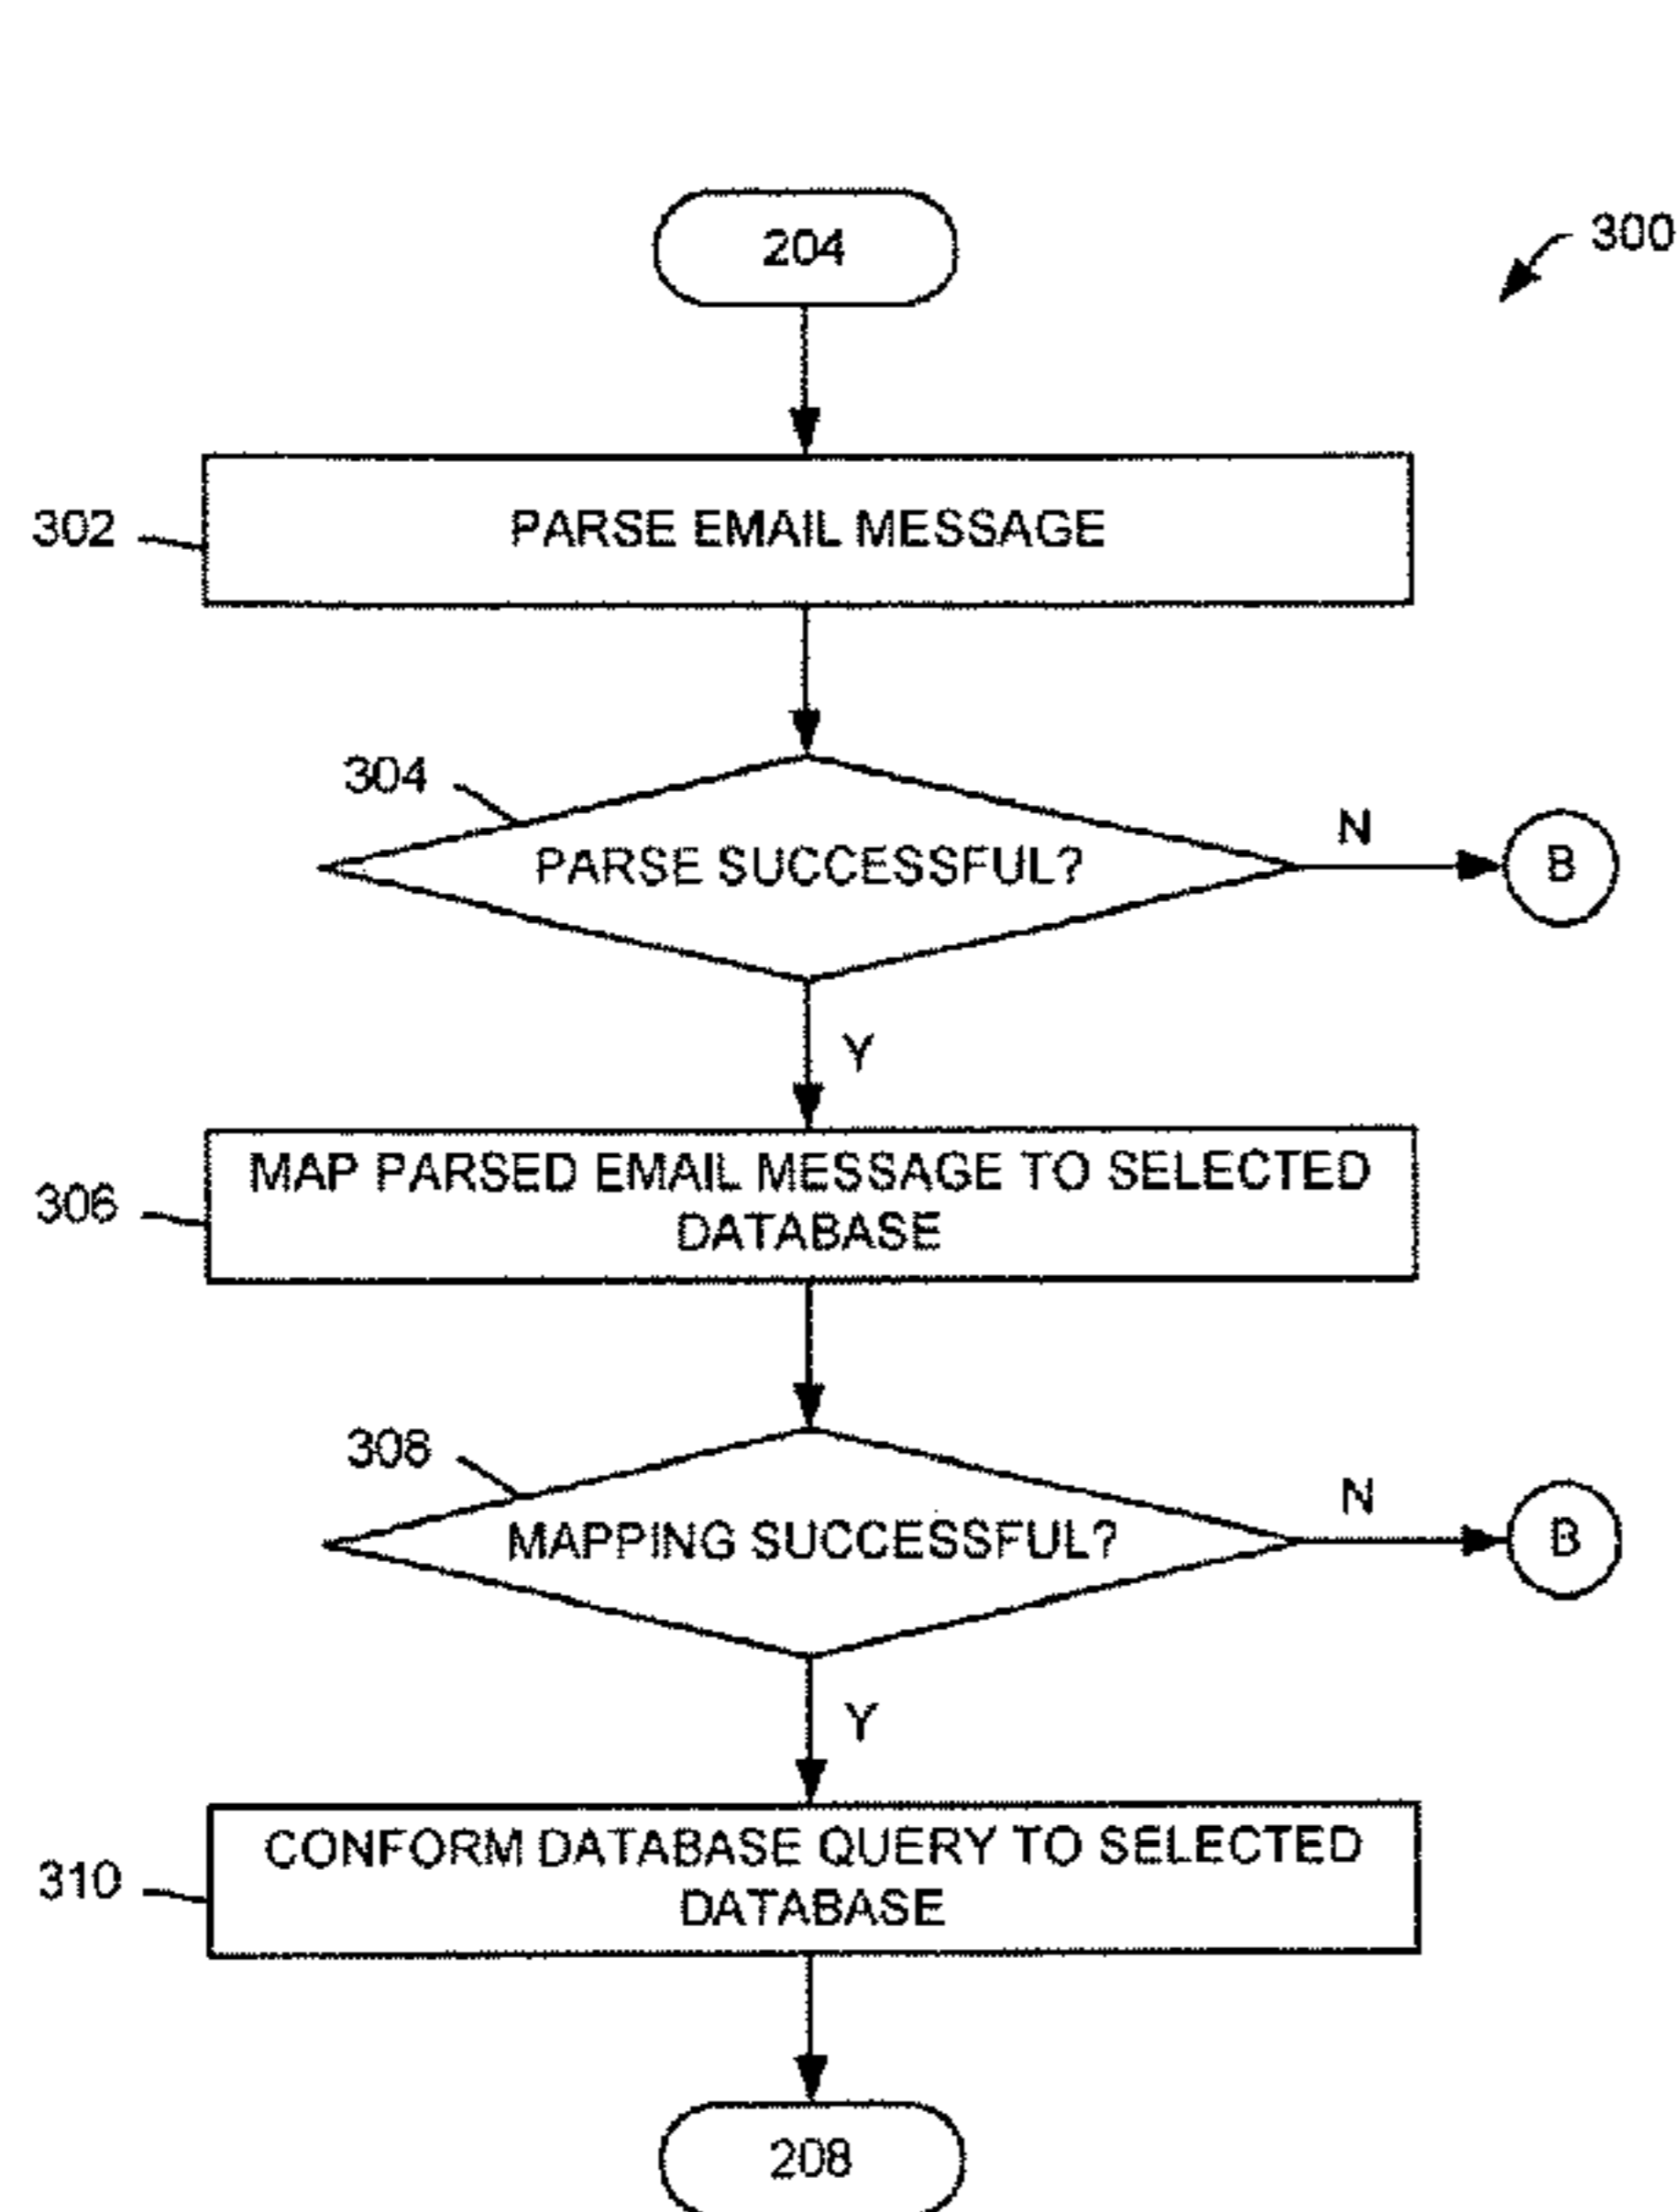 204
300
302
PARSE EMAIL MESSAGE
304
PARSE SUCCESSFUL?
N
B
Y
306
MAP PARSED EMAIL MESSAGE TO SELECTED
DATABASE
308
MAPPING SUCCESSFUL?
N
B
Y
310
CONFORM DATABASE QUERY TO SELECTED
DATABASE
208